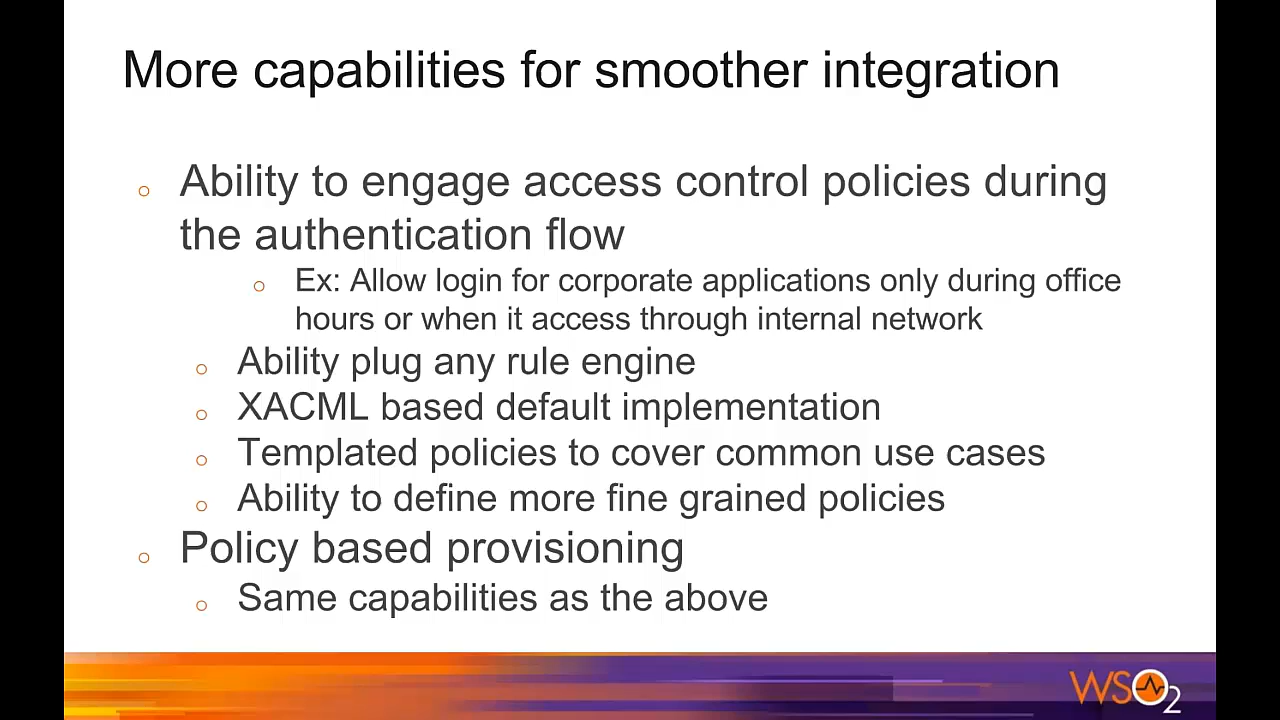 More capabilities for smoother integration
Ability to engage access control policies during
the authentication flow
Ex: Allow login for corporate applications only during office
hours or when it access through internal network
Ability plug any rule engine
XACML based default implementation
Templated policies to cover common use cases
Ability to define more fine grained policies
Policy based provisioning
Same capabilities as the above
WSO2